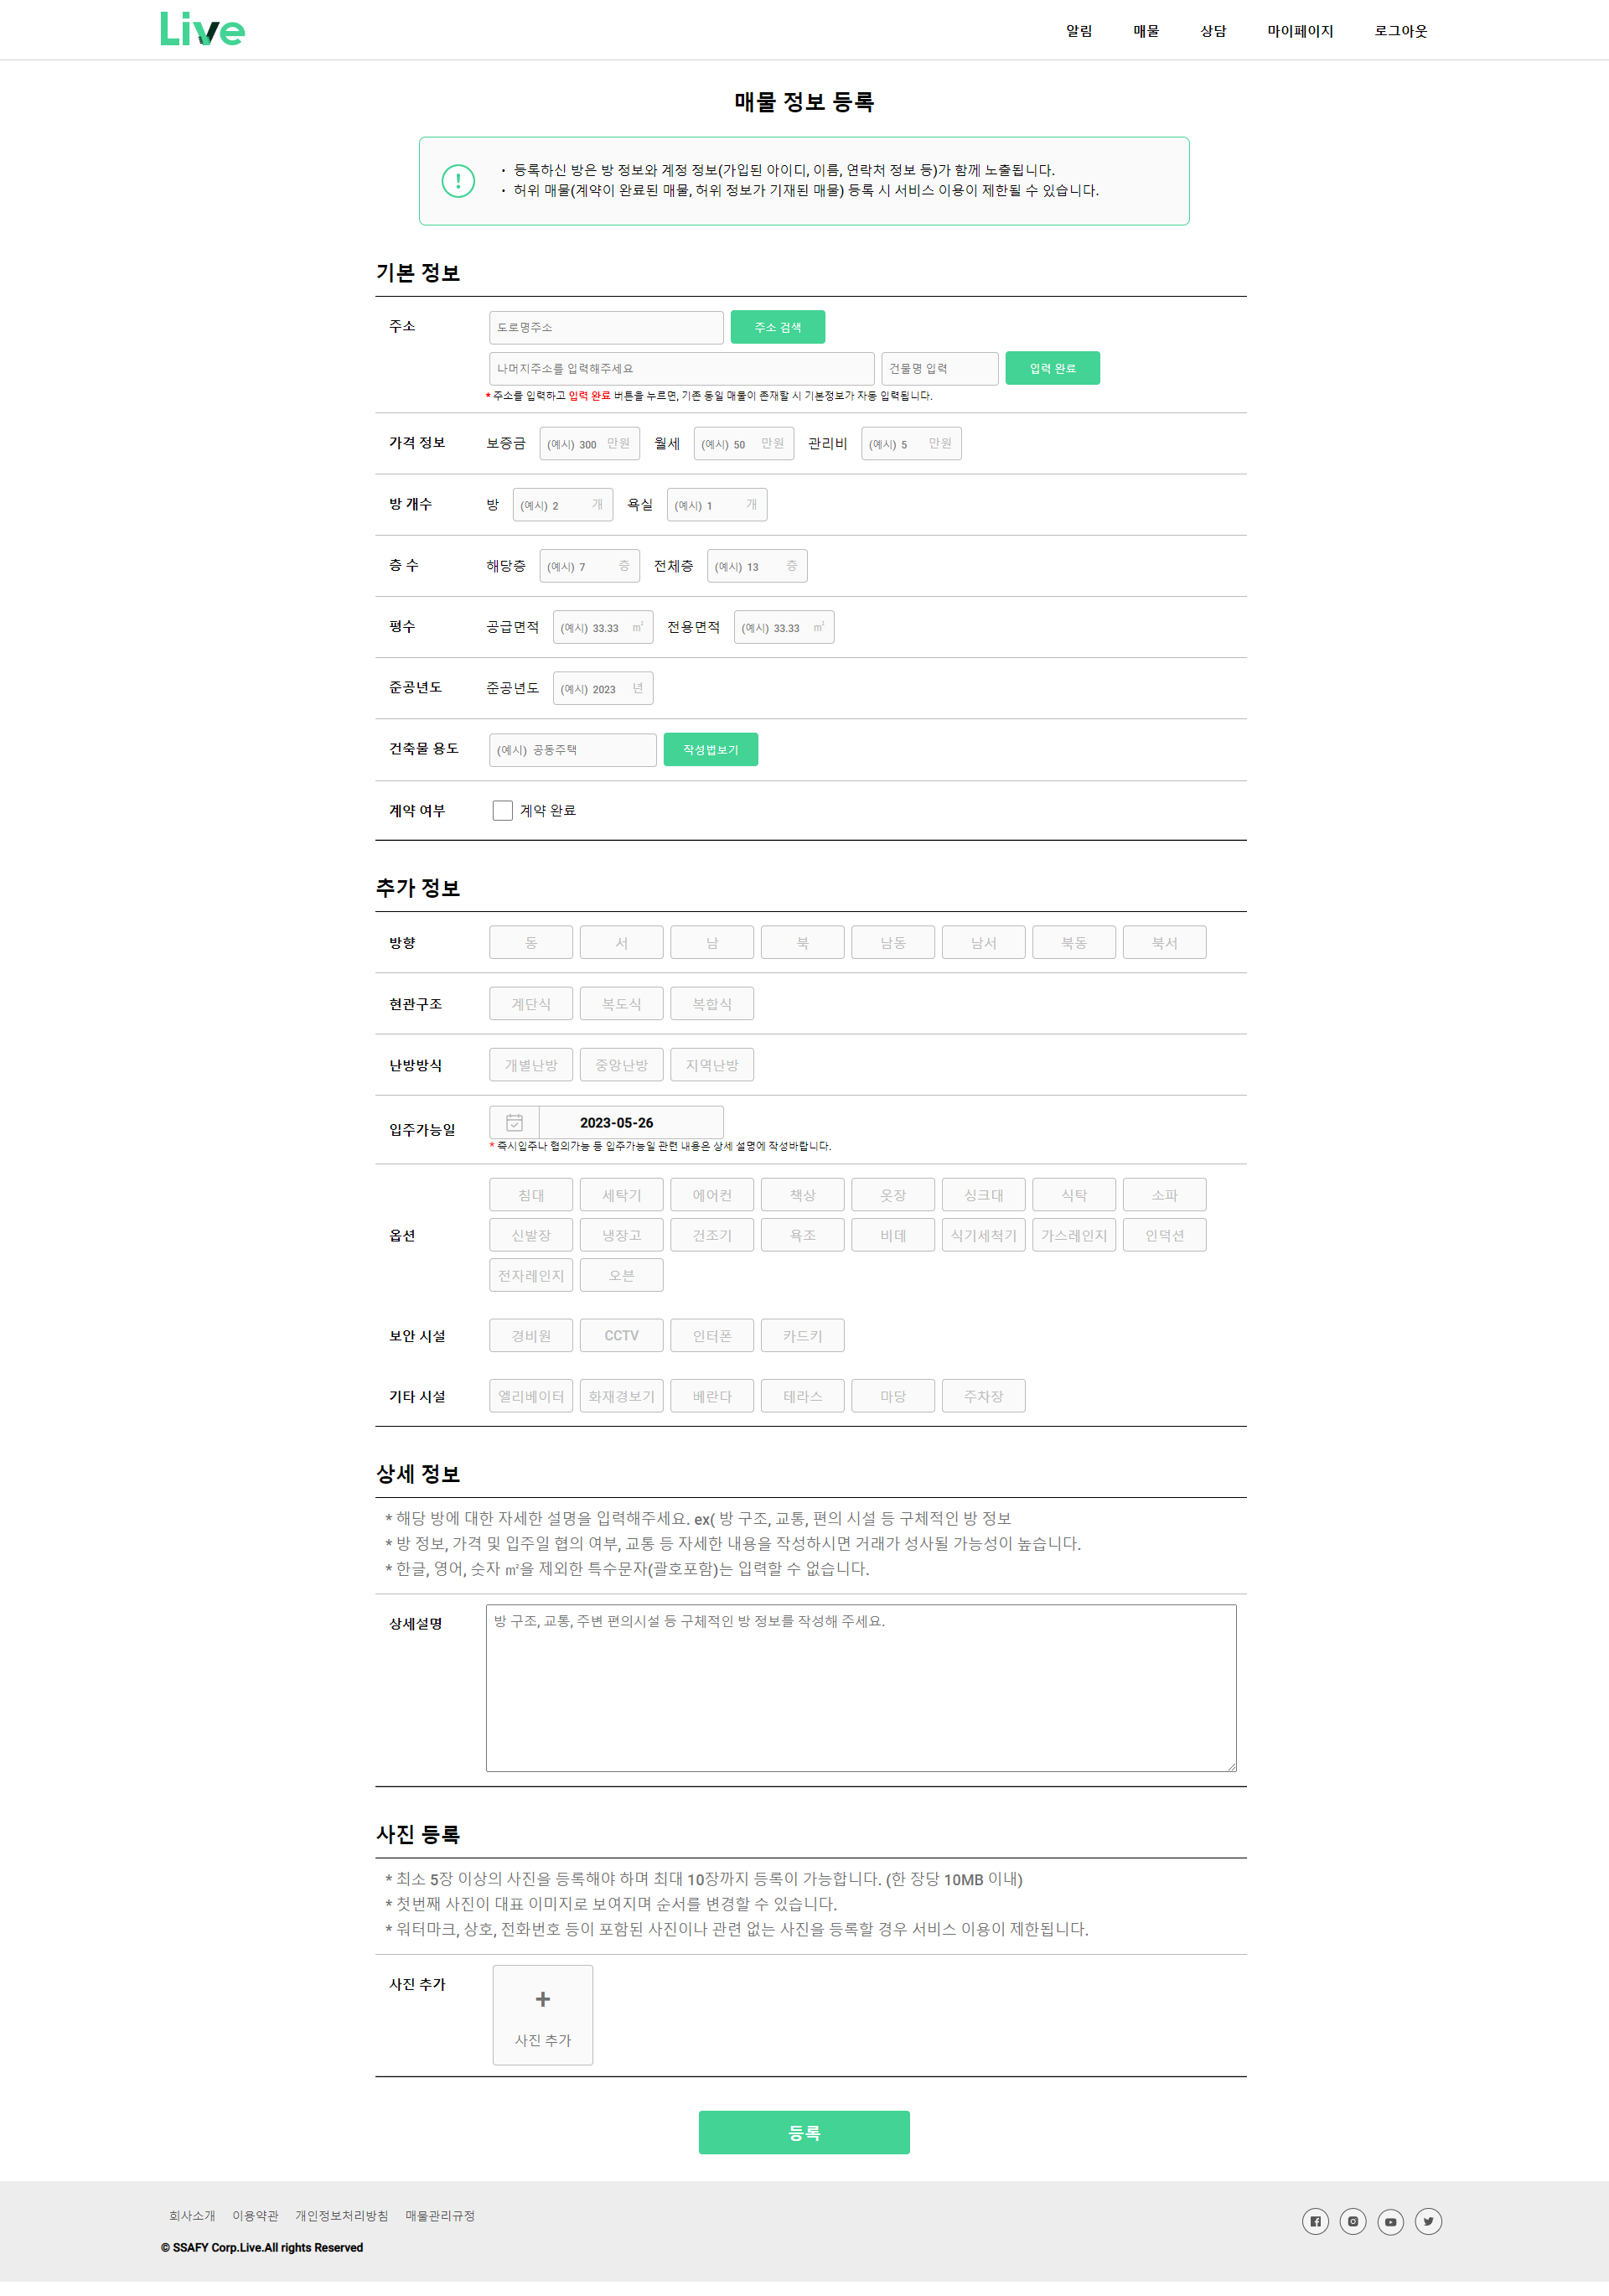 Live
알림 매물 상담 마이페이지 로그아웃
매물 정보 등록
!
• 등록하신 방은 방 정보와 계정 정보(가입된 아이디, 이름, 연락처 정보 등)가 함께 노출됩니다.
• 허위 매물(계약이 완료된 매물, 허위 정보가 기재된 매물) 등록 시 서비스 이용이 제한될 수 있습니다.
기본 정보
주소 도로명주소 주소 검색
나머지주소를 입력해주세요 건물명 입력 입력 완료
* 주소를 입력하고 입력 완료 버튼을 누르면, 기존 동일 매물이 존재할 시 기본정보가 자동 입력됩니다.
가격 정보 보증금 (예시) 300 만원 월세 (예시) 50 만원 관리비 (예시) 5 만원
방 개수 방 (예시) 2 개 욕실 (예시) 1 개
층 수 해당층 (예시) 7 층 전체층 (예시) 13 층
평수 공급면적 (예시) 33.33 ㎡ 전용면적 (예시) 33.33 ㎡
준공년도 준공년도 (예시) 2023 년
건축물 용도 (예시) 공동주택 작성법보기
계약 여부 계약 완료
추가 정보
방향 동 서 남 북 남동 남서 북동 북서
현관구조 계단식 복도식 복합식
난방방식 개별난방 중앙난방 지역난방
입주가능일 2023-05-26
* 즉시입주나 협의가능 등 입주가능일 관련 내용은 상세 설명에 작성바랍니다.
침대 세탁기 에어컨 책상 옷장 싱크대 식탁 소파
옵션 신발장 냉장고 건조기 욕조 비데 식기세척기 가스레인지 인덕션
전자레인지 오븐
보안 시설 경비원 CCTV 인터폰 카드키
기타 시설 엘리베이터 화재경보기 베란다 테라스 마당 주차장
상세 정보
* 해당 방에 대한 자세한 설명을 입력해주세요. ex( 방 구조, 교통, 편의 시설 등 구체적인 방 정보
* 방 정보, 가격 및 입주일 협의 여부, 교통 등 자세한 내용을 작성하시면 거래가 성사될 가능성이 높습니다.
* 한글, 영어, 숫자 ㎡을 제외한 특수문자(괄호포함)는 입력할 수 없습니다.
상세설명 방 구조, 교통, 주변 편의시설 등 구체적인 방 정보를 작성해 주세요.
사진 등록
* 최소 5장 이상의 사진을 등록해야 하며 최대 10장까지 등록이 가능합니다. (한 장당 10MB 이내)
* 첫번째 사진이 대표 이미지로 보여지며 순서를 변경할 수 있습니다.
* 워터마크, 상호, 전화번호 등이 포함된 사진이나 관련 없는 사진을 등록할 경우 서비스 이용이 제한됩니다.
사진 추가 +
사진 추가
등록
회사소개 이용약관 개인정보처리방침 매물관리규정
© SSAFY Corp.Live.All rights Reserved